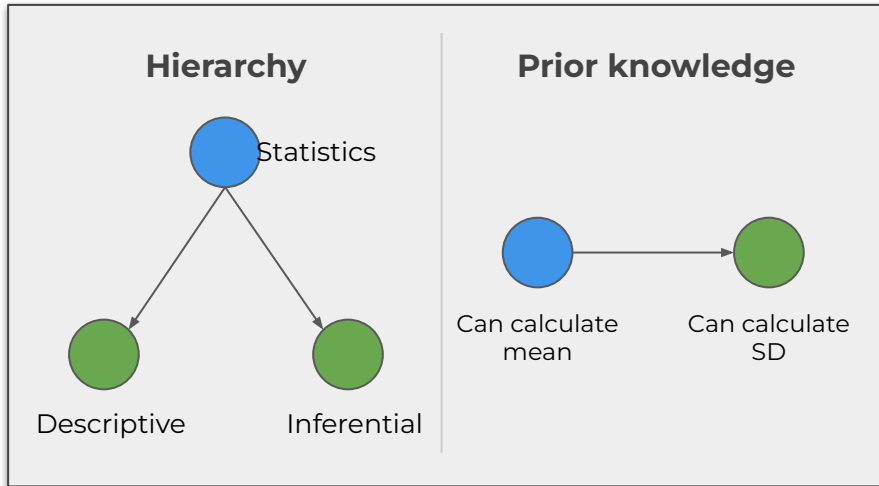 Hierarchy
Statistics
Descriptive
Inferential
Prior knowledge
Can calculate
mean
Can calculate
SD